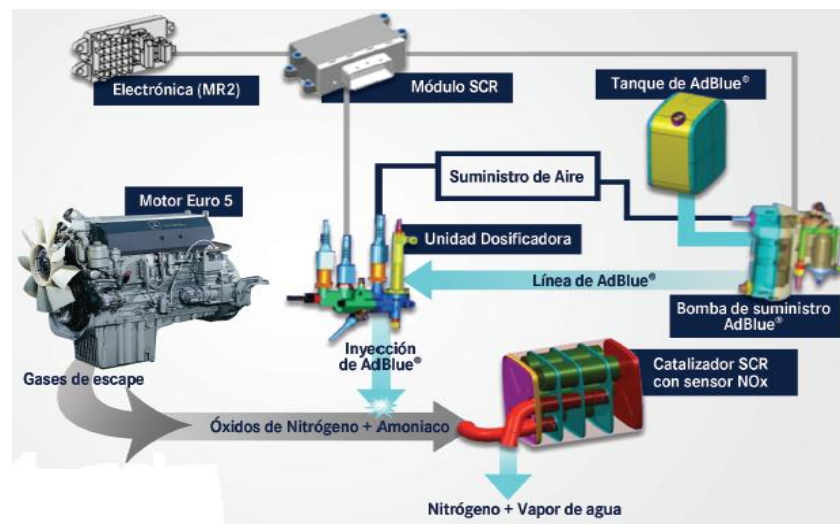 Electrónica (MR2)
Módulo SCR
Tanque de AdBlue®
Motor Euro 5
Suministro de Aire
Unidad Dosificadora
Línea de AdBlue®
Bomba de suministro
AdBlue®
Inyección
de AdBlue®
Catalizador SCR
con sensor NOx
Gases de escape
Óxidos de Nitrógeno + Amoniaco
Nitrógeno + Vapor de agua